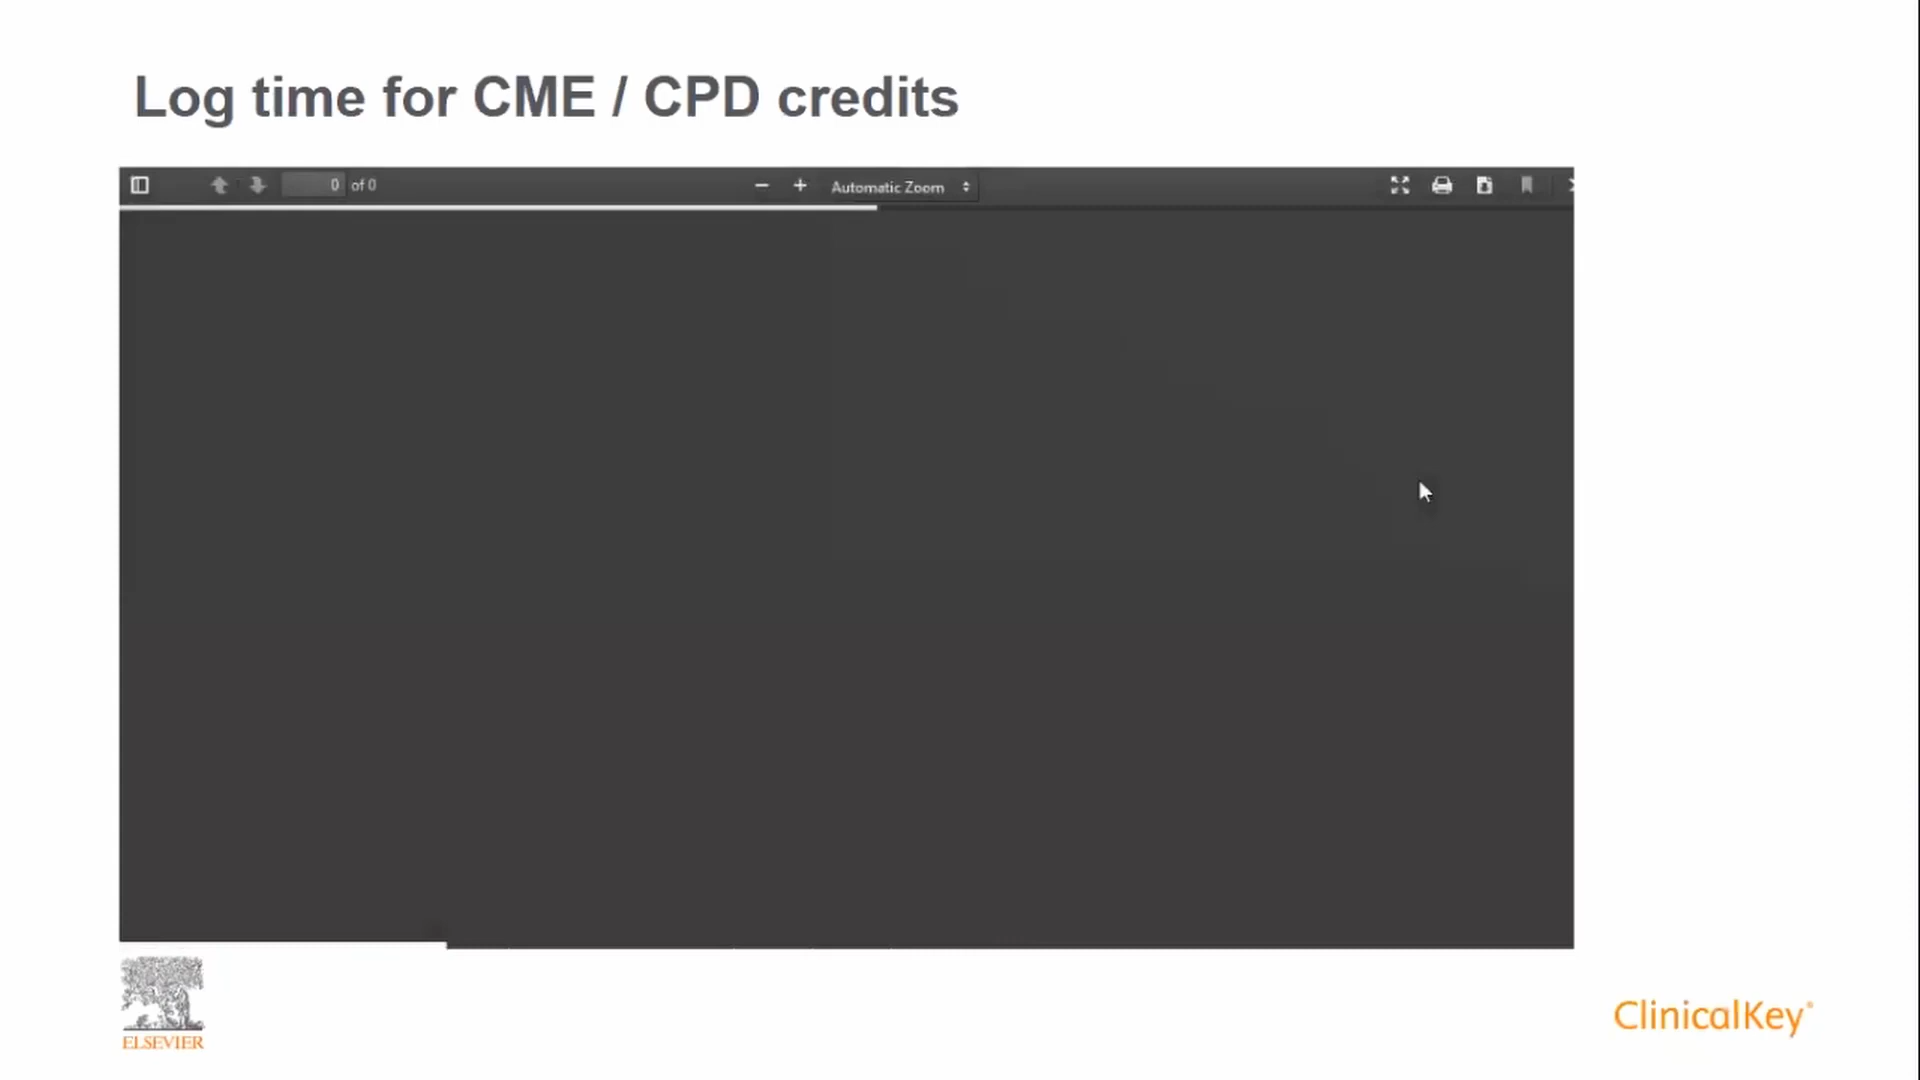 Log time for CME / CPD credits
0 of 0
Automatic Zoom
ELSEVIER
ClinicalKey®